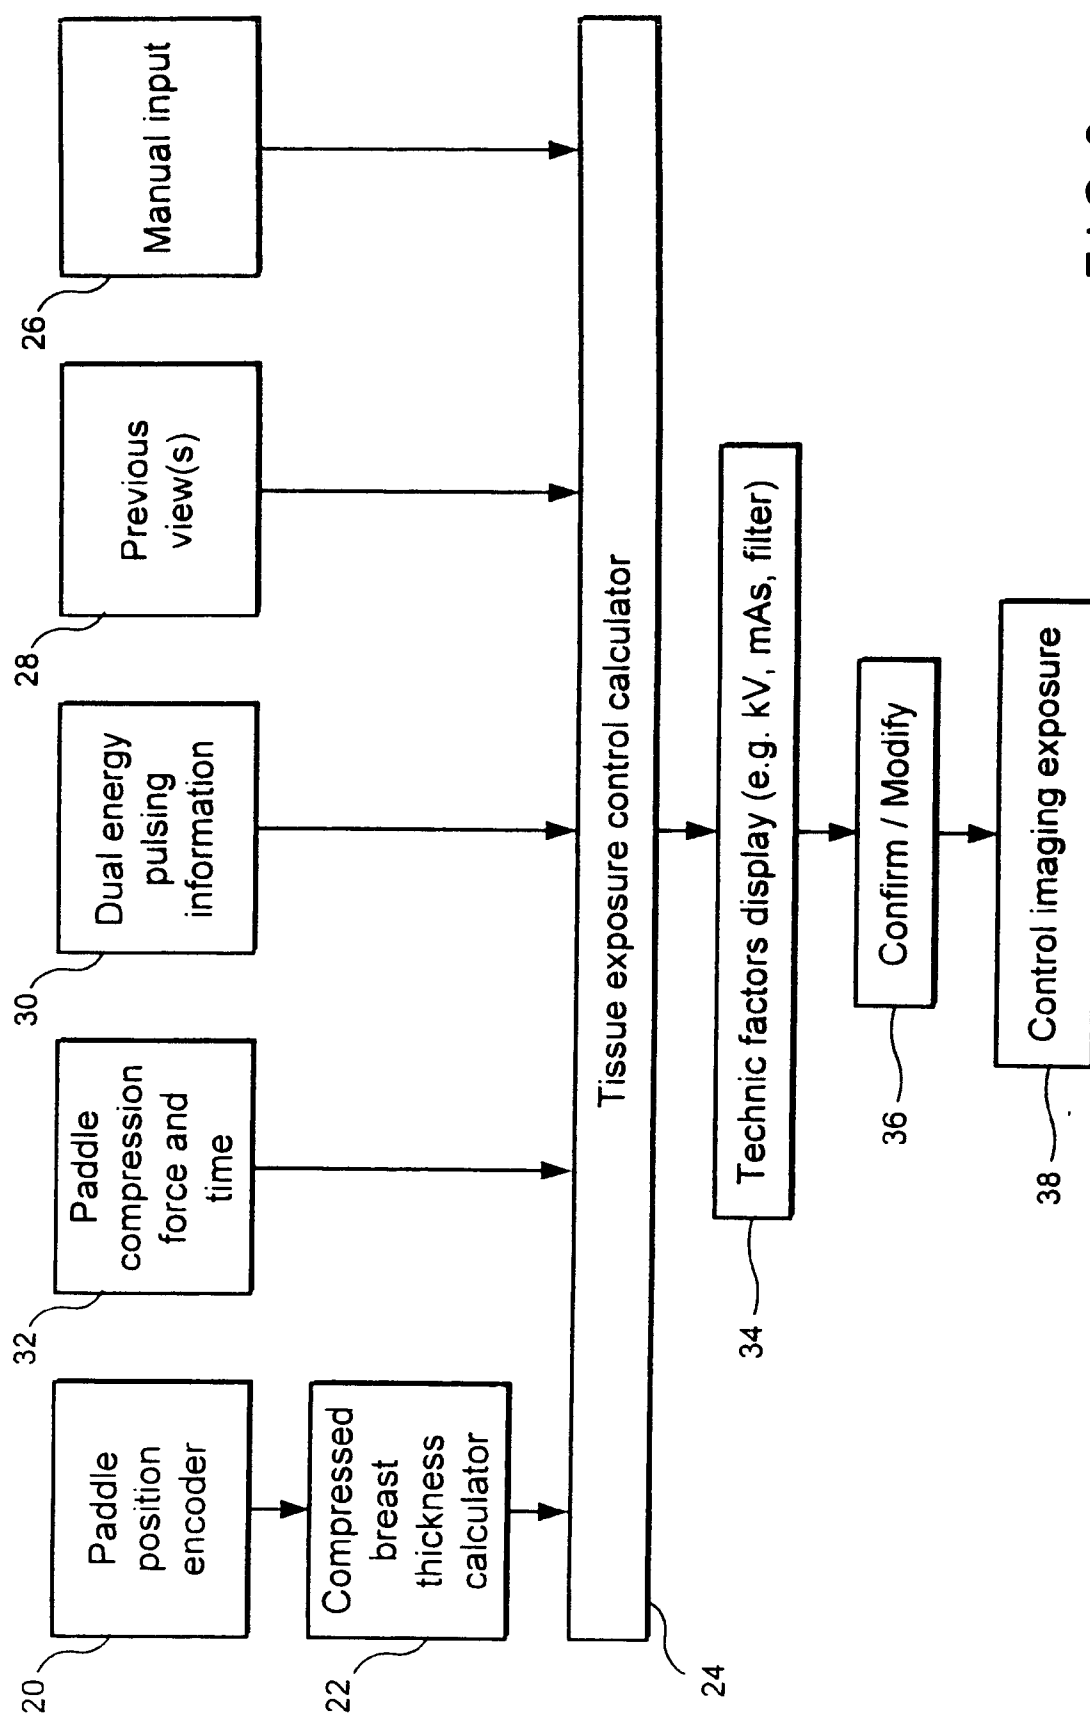 20
Paddle
position
encoder
32
Paddle
compression
force and
time
30
Dual energy
pulsing
information
28
Previous
view(s)
26
Manual input
22
Compressed
breast
thickness
calculator
24
Tissue exposure control calculator
34
Technic factors display (e.g. kV, mAs, filter)
36
Confirm / Modify
38
Control imaging exposure